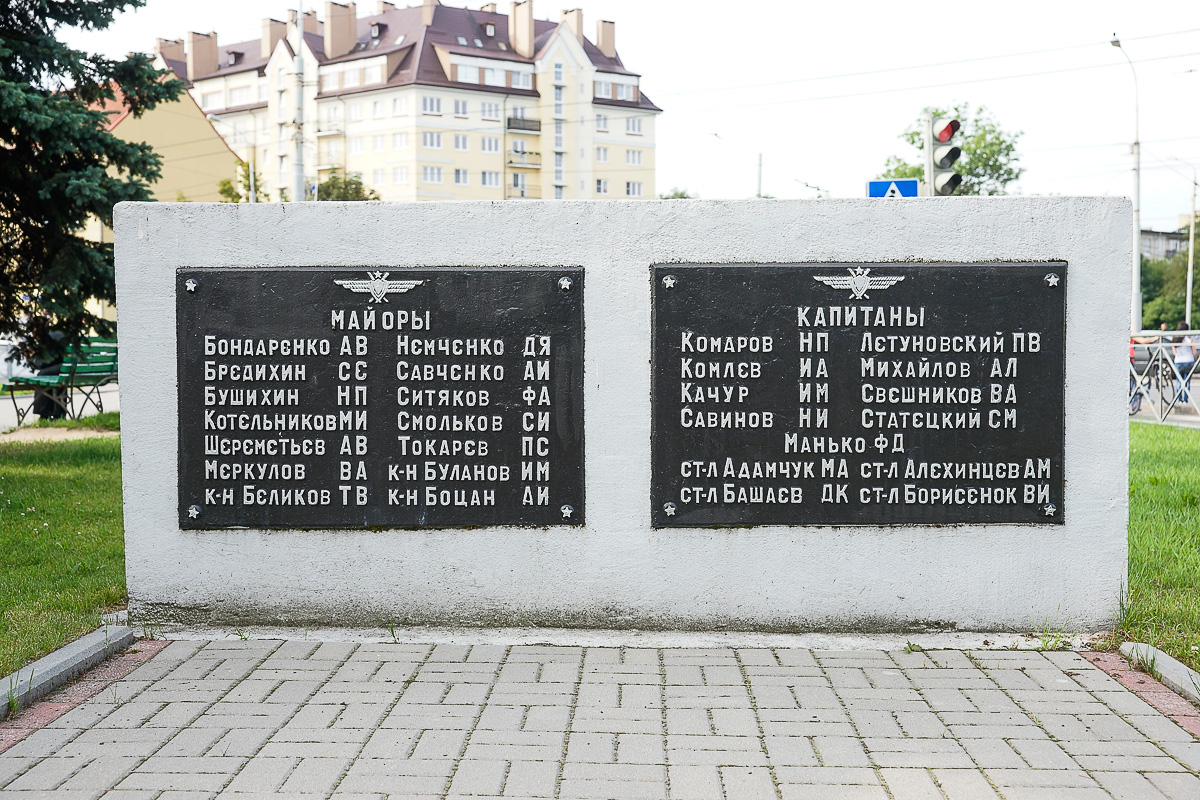 МАЙОРЫ
БОНДАРЕНКО АВ НЕМЧЕНКО ДЯ
БРЕДИХИН СС САВЧЕНКО АИ
БУШИХИН НП СИТЯКОВ ФА
КОТЕЛЬНИКОВ МИ СМОЛЬКОВ СИ
ШЕРЕМЕТЬЕВ АВ ТОКАРЕВ ПС
МЕРКУЛОВ ВА К-Н БУЛАНОВ ИМ
К-Н БЕЛИКОВ ТВ К-Н БОЦАН АИ
КАПИТАНЫ
КОМАРОВ НП ЛЕТУНОВСКИЙ ПВ
КОМЛЕВ ИА МИХАЙЛОВ АЛ
КАЧУР ИМ СВЕШНИКОВ ВА
САВИНОВ НИ СТАТЕЦКИЙ СМ
МАНЬКО ФД
СТ-Л АДАМЧУК МА СТ-Л АЛЕХИНЦЕВ АМ
СТ-Л БАШАЕВ ДК СТ-Л БОРИСЕНОК ВИ